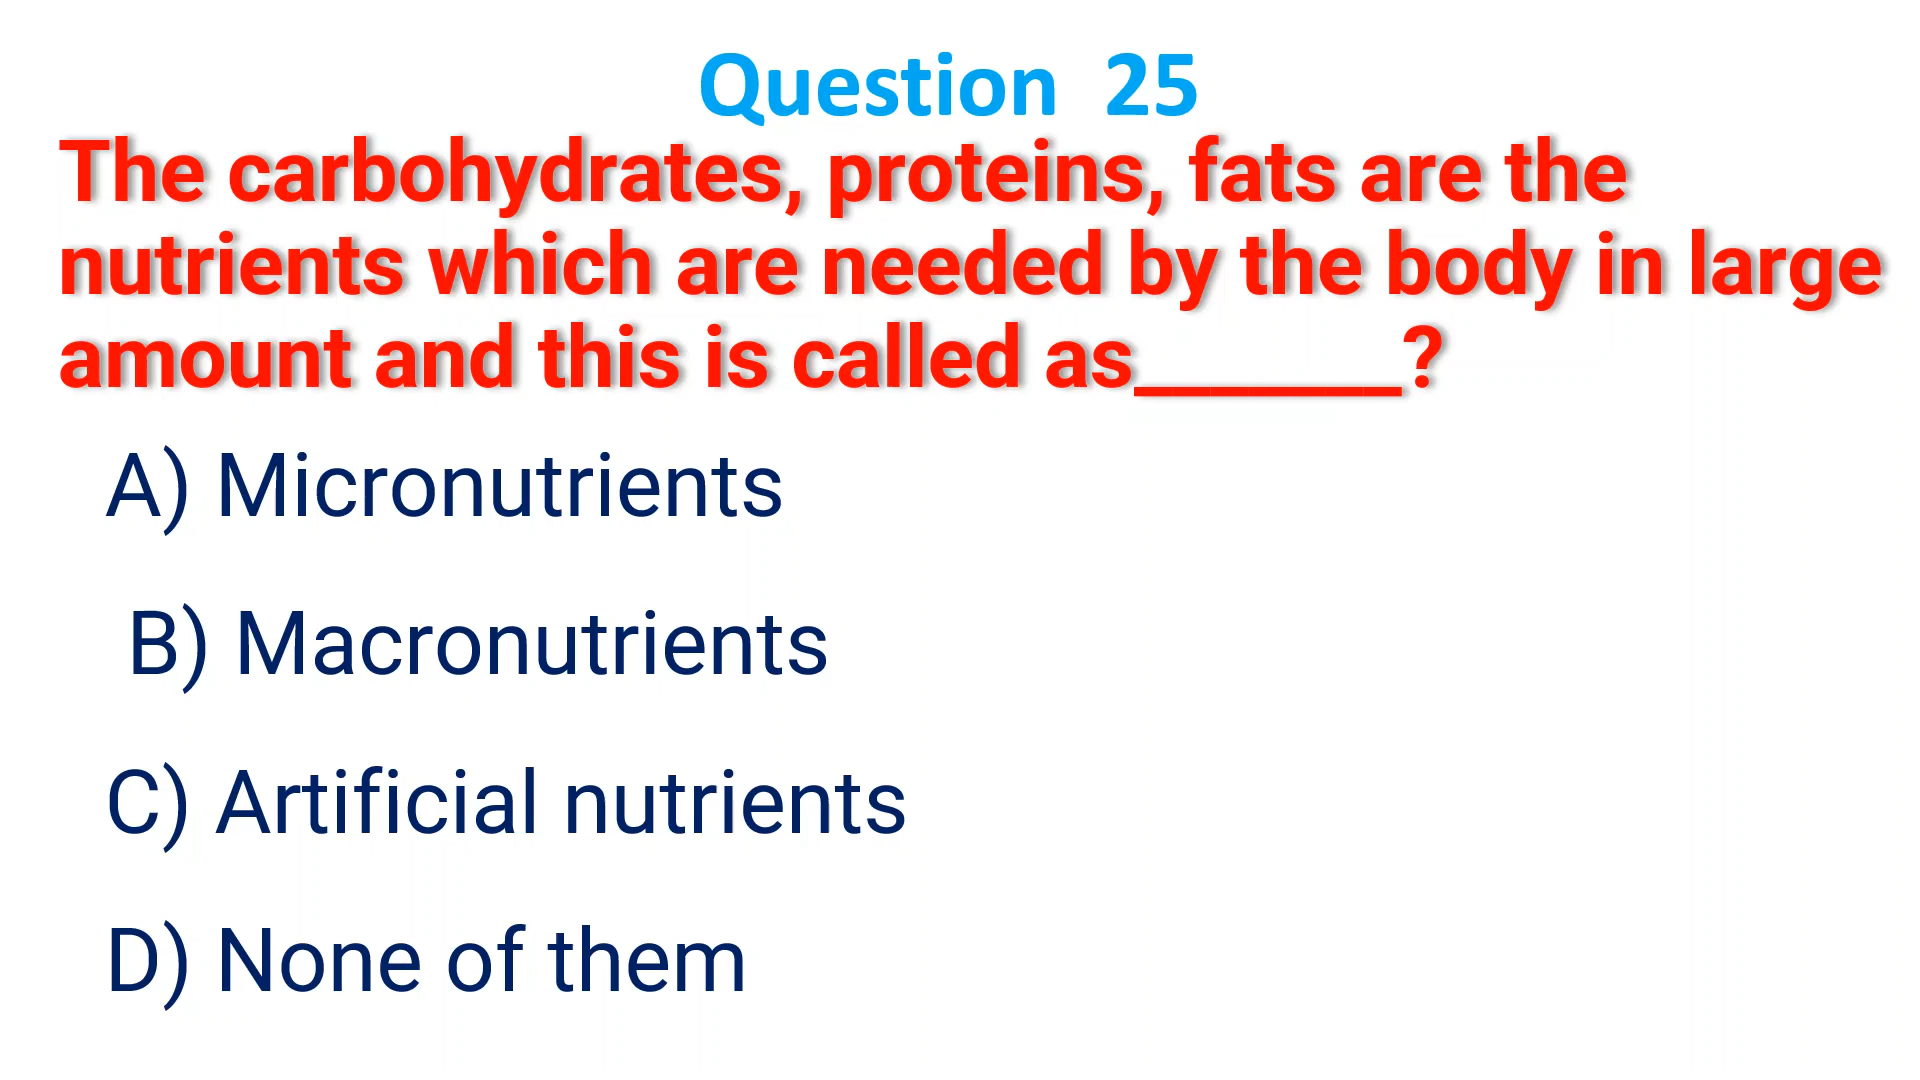 Question 25
The carbohydrates, proteins, fats are the
nutrients which are needed by the body in large
amount and this is called as_______?
A) Micronutrients
B) Macronutrients
C) Artificial nutrients
D) None of them